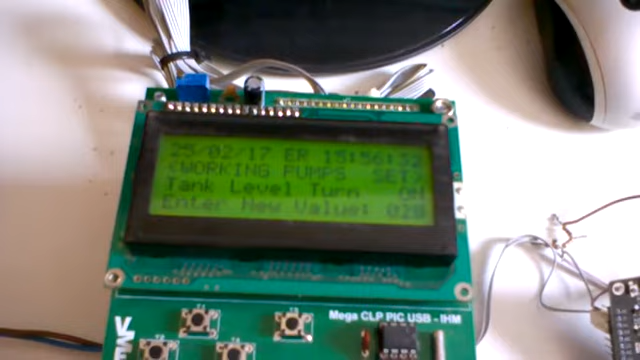 25/02/17 ER 15:56:32
<WORKING PUMPS SET>
Tank Level Turn ON
Enter New Value: 020
Mega CLP PIC USB - IHM